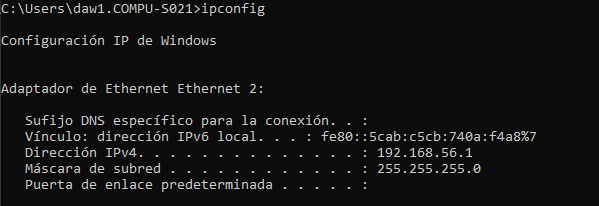 C:\Users\daw1.COMPU-S021>ipconfig
Configuración IP de Windows
Adaptador de Ethernet Ethernet 2:
Sufijo DNS específico para la conexión. . :
Vínculo: dirección IPv6 local. . . : fe80::5cab:c5cb:740a:f4a8%7
Dirección IPv4. . . . . . . . . . . . . . : 192.168.56.1
Máscara de subred . . . . . . . . . . . . : 255.255.255.0
Puerta de enlace predeterminada . . . . . :